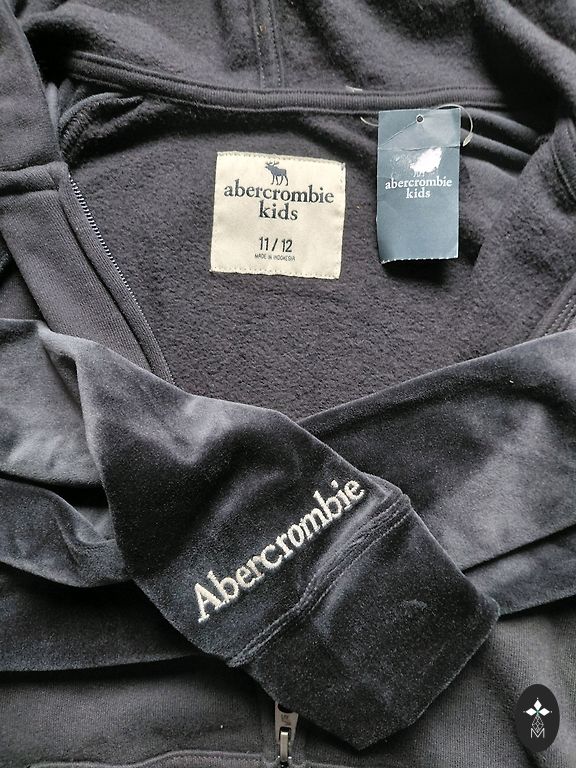 abercrombie
kids
11 / 12
MADE IN INDONESIA
abercrombie
kids
Abercrombie
M